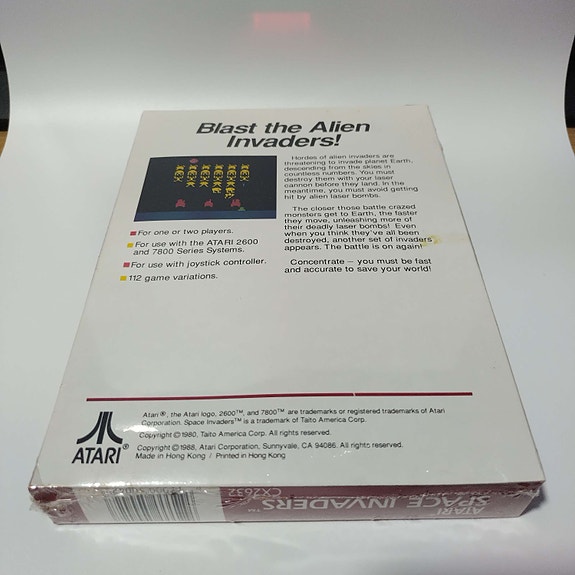 Blast the Alien
Invaders!
Hordes of alien invaders are
threatening to invade planet Earth,
descending from the skies in
countless numbers. You must
destroy them with your laser
cannon before they land. In the
meantime, you must avoid getting
hit by alien laser bombs!
The closer those battle crazed
monsters get to Earth, the faster
they move, unleashing more of
their deadly laser bombs! Even
when you think they've all been
destroyed, another set of invaders
appears. The battle is on again!
Concentrate — you must be fast
and accurate to save your world!
For one or two players.
For use with the ATARI 2600
and 7800 Series Systems.
For use with joystick controller.
112 game variations.
Atari ®, the Atari logo, 2600™, and 7800™ are trademarks or registered trademarks of Atari
Corporation. Space Invaders™ is a trademark of Taito America Corp.
Copyright © 1980, Taito America Corp. All rights reserved.
Copyright © 1988, Atari Corporation, Sunnyvale, CA 94086. All rights reserved.
Made in Hong Kong / Printed in Hong Kong
ATARI®
ATARI
SPACE INVADERS™
CX2632